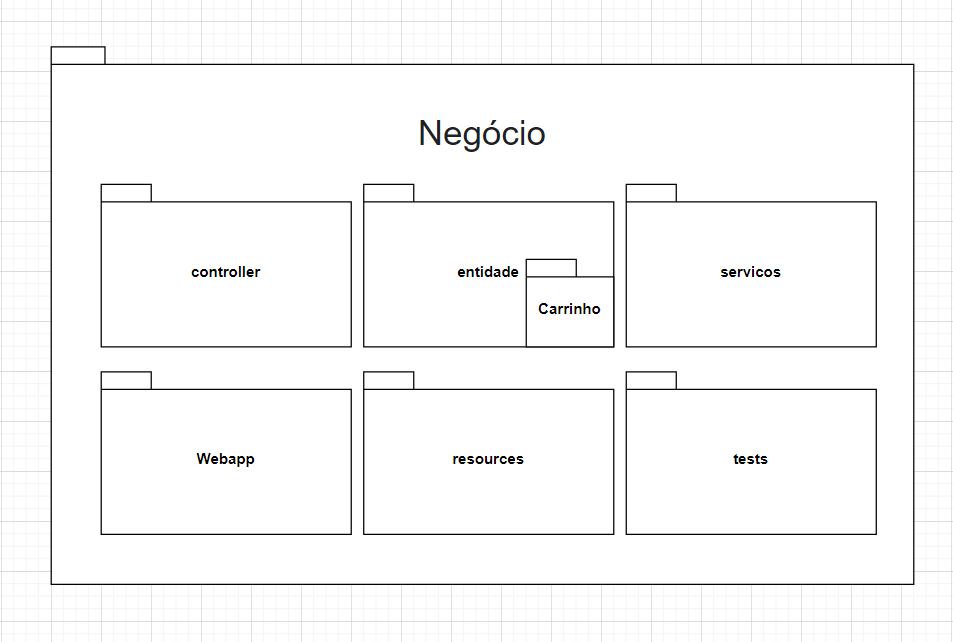 Negócio
controller
entidade
Carrinho
servicos
Webapp
resources
tests